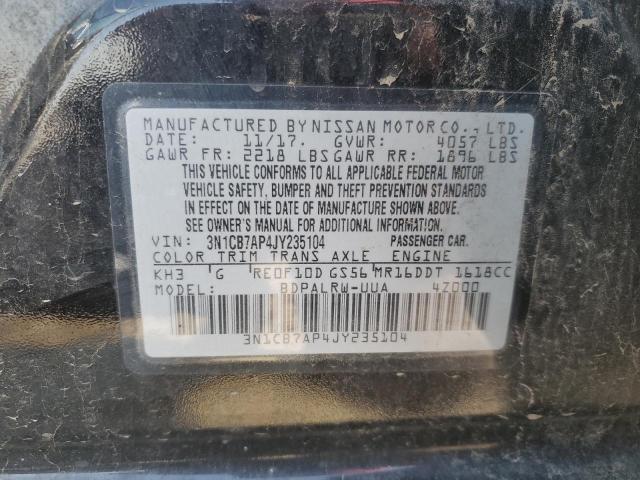 MANUFACTURED BY NISSAN MOTOR CO., LTD.
DATE: 11/17. GVWR: 4057 LBS
GAWR FR: 2218 LBS GAWR RR: 1896 LBS
THIS VEHICLE CONFORMS TO ALL APPLICABLE FEDERAL MOTOR
VEHICLE SAFETY, BUMPER AND THEFT PREVENTION STANDARDS
IN EFFECT ON THE DATE OF MANUFACTURE SHOWN ABOVE.
SEE OWNER'S MANUAL FOR ADDITIONAL INFORMATION.
VIN: 3N1CB7AP4JY235104 PASSENGER CAR.
COLOR TRIM TRANS AXLE ENGINE
KH3 G RE0F10D GS56 MR16DDT 1618CC
MODEL: BDPALRW-UUA 4Z000
3N1CB7AP4JY235104